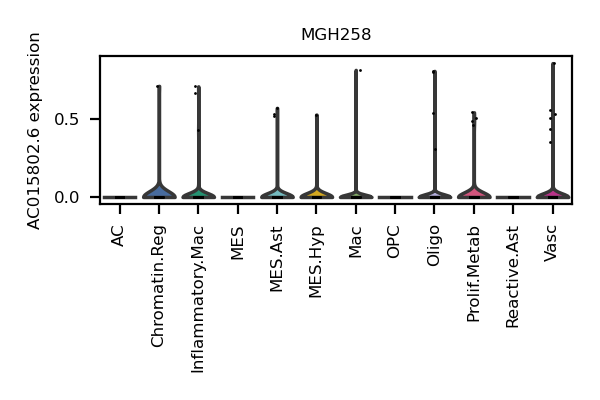 MGH258
AC015802.6 expression
0.5
0.0
AC
Chromatin.Reg
Inflammatory.Mac
MES
MES.Ast
MES.Hyp
Mac
OPC
Oligo
Prolif.Metab
Reactive.Ast
Vasc